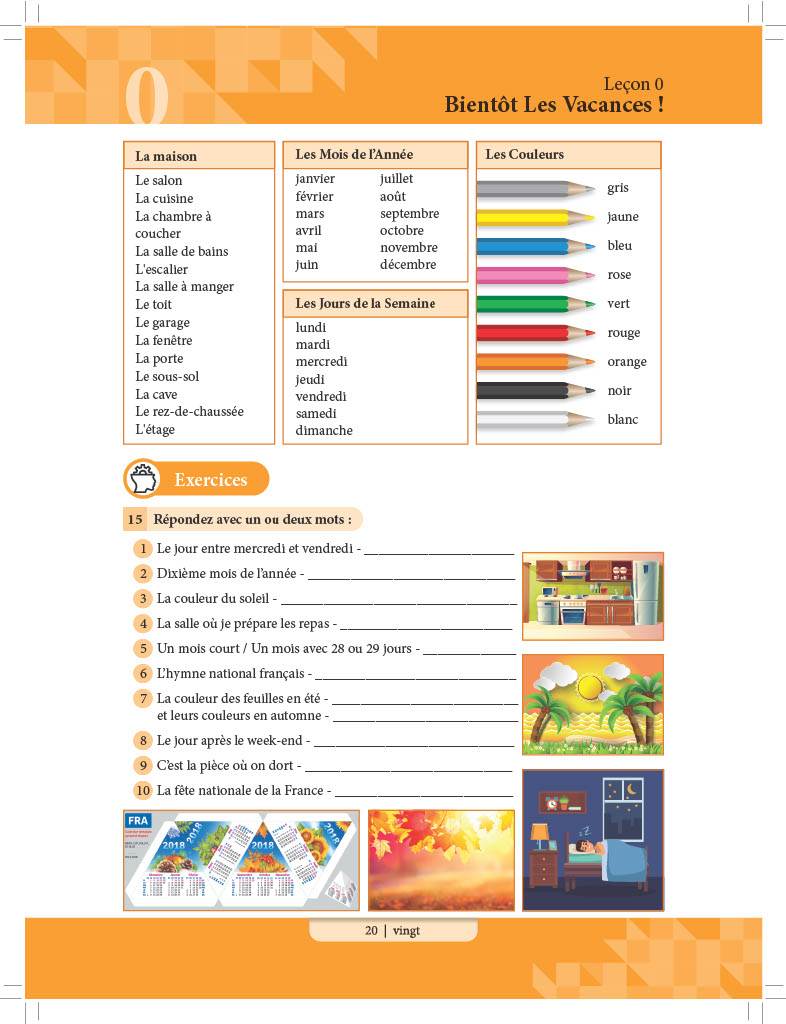 0
Leçon 0
Bientôt Les Vacances !
La maison
Le salon
La cuisine
La chambre à
coucher
La salle de bains
L'escalier
La salle à manger
Le toit
Le garage
La fenêtre
La porte
Le sous-sol
La cave
Le rez-de-chaussée
L'étage
Les Mois de l'Année
janvier juillet
février août
mars septembre
avril octobre
mai novembre
juin décembre
Les Jours de la Semaine
lundi
mardi
mercredi
jeudi
vendredi
samedi
dimanche
Les Couleurs
gris
jaune
bleu
rose
vert
rouge
orange
noir
blanc
Exercices
15 Répondez avec un ou deux mots :
1 Le jour entre mercredi et vendredi - ____________________
2 Dixième mois de l'année - ____________________
3 La couleur du soleil - ____________________
4 La salle où je prépare les repas - ____________________
5 Un mois court / Un mois avec 28 ou 29 jours - ____________________
6 L'hymne national français - ____________________
7 La couleur des feuilles en été - ____________________
et leurs couleurs en automne - ____________________
8 Le jour après le week-end - ____________________
9 C'est la pièce où on dort - ____________________
10 La fête nationale de la France - ____________________
FRA
2018
2018
2018
2018
20 | vingt